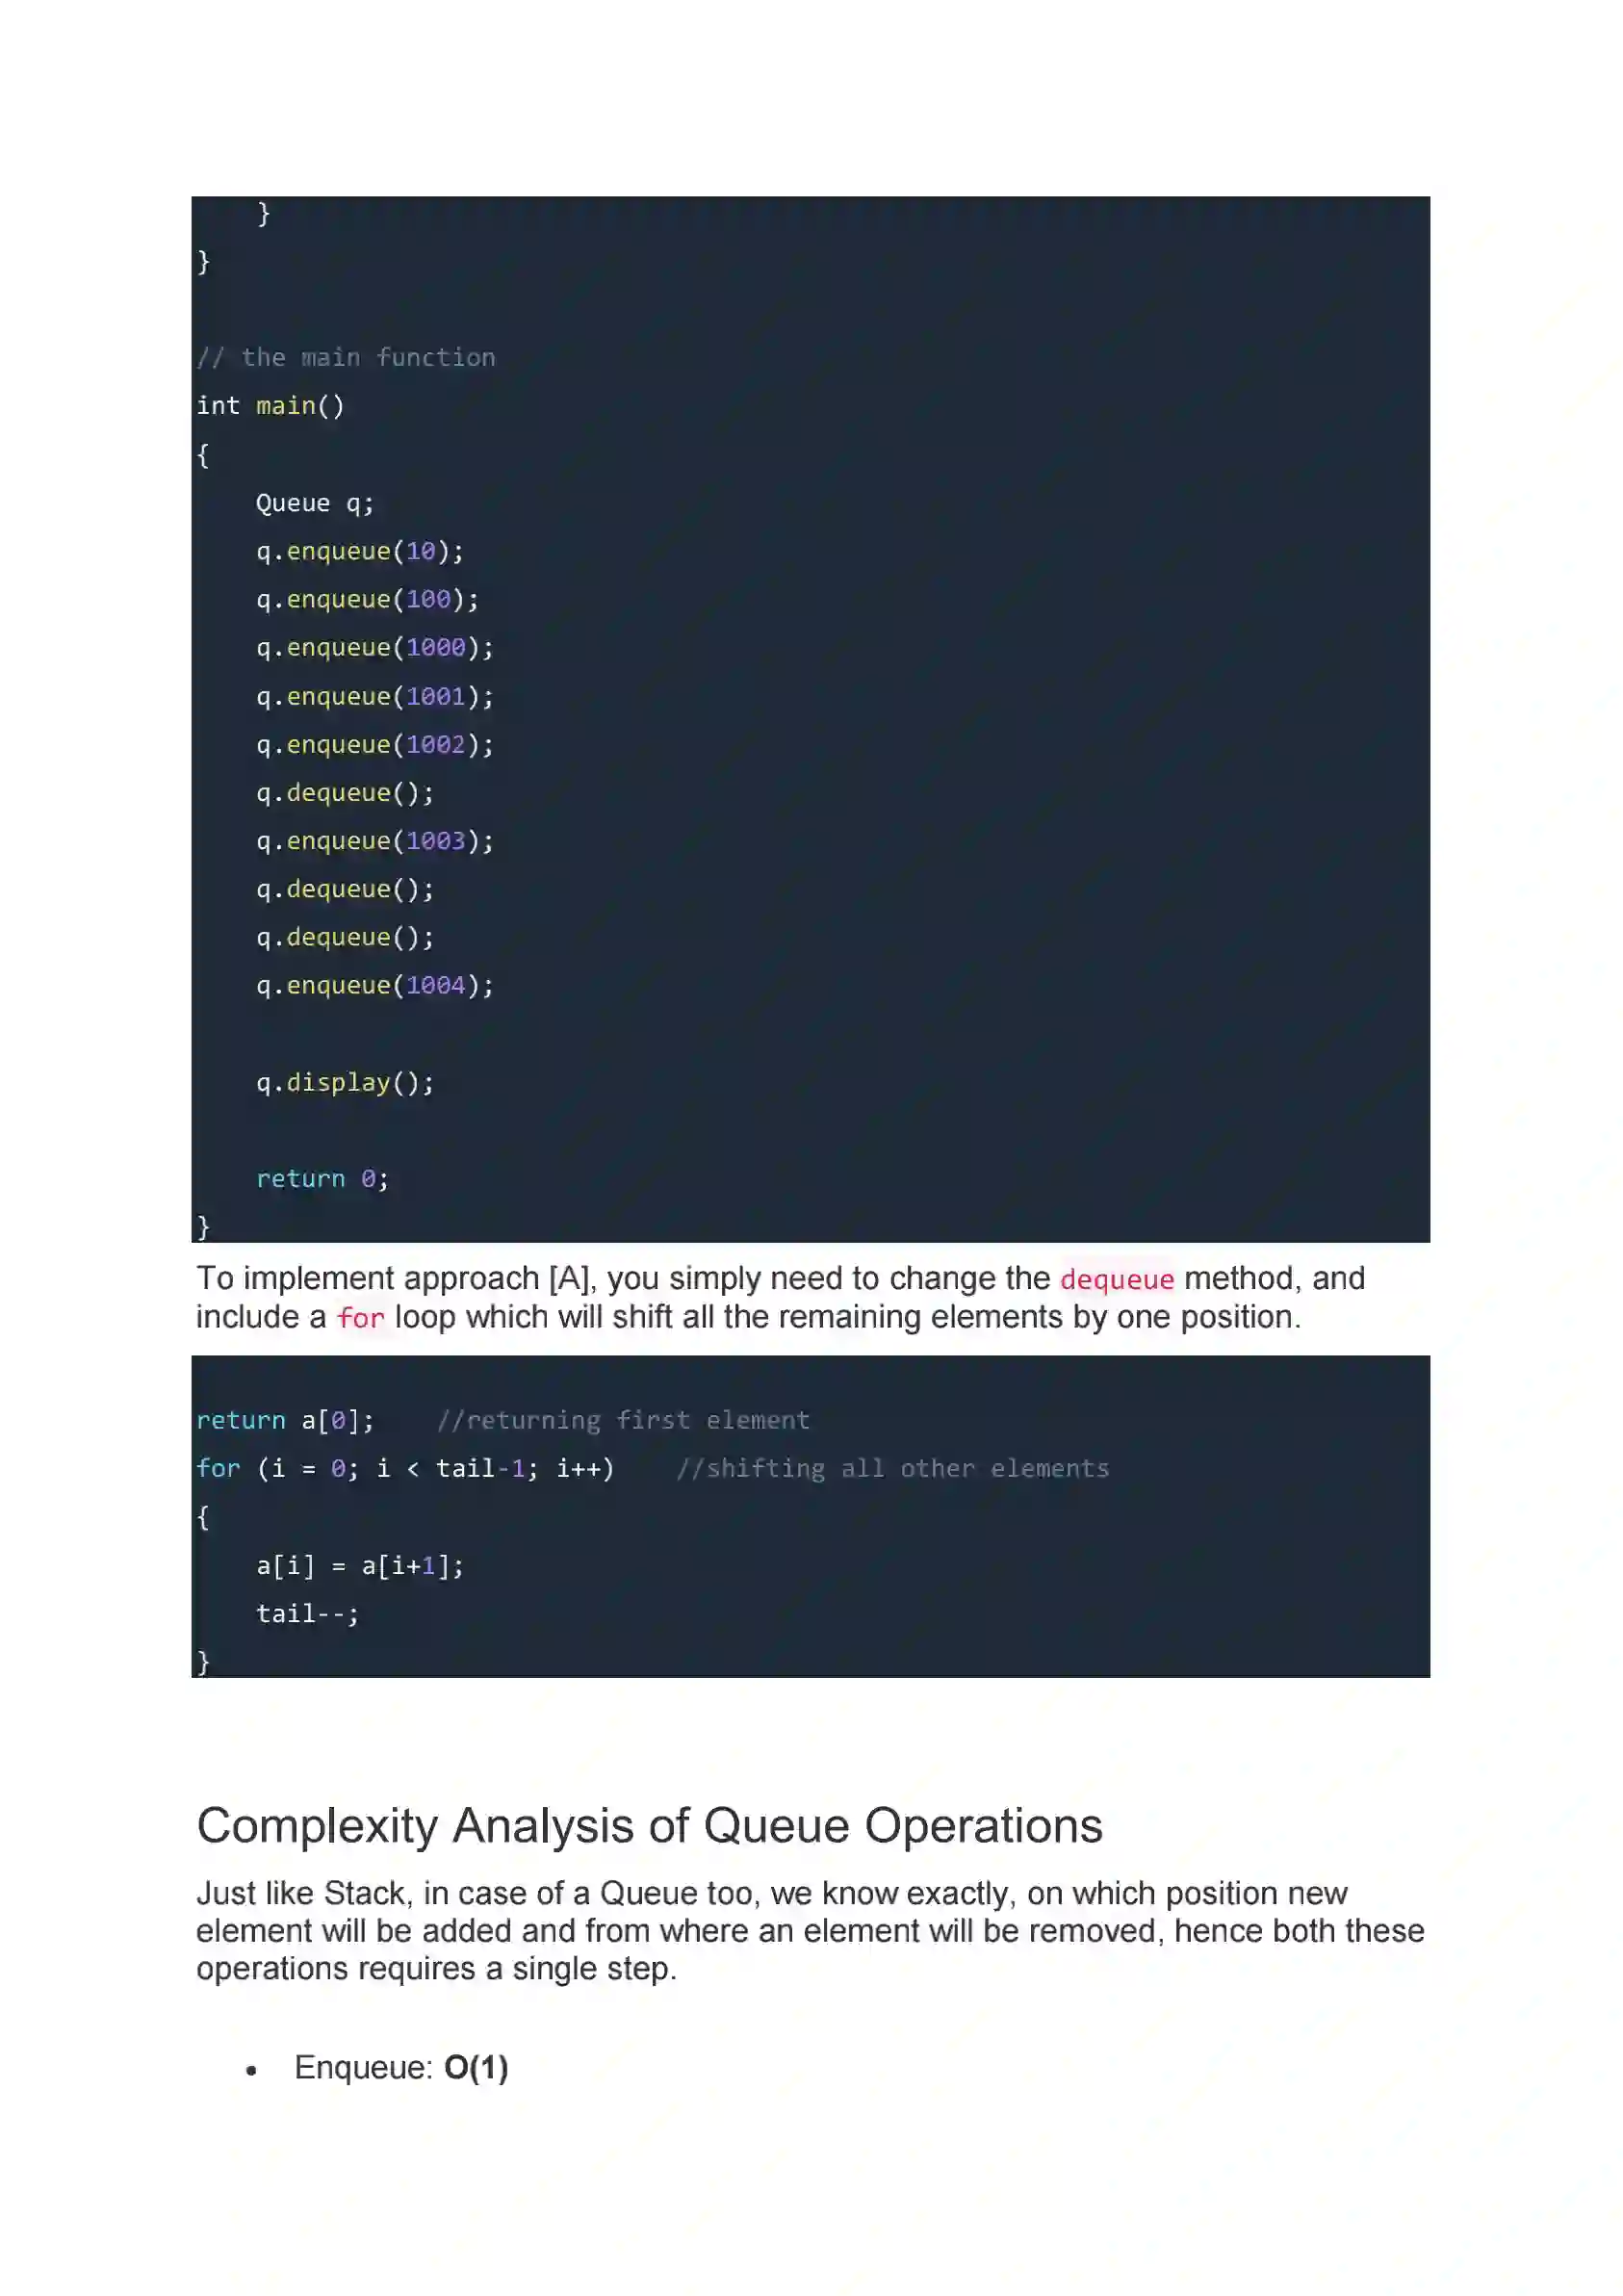 }
}
// the main function
int main()
{
    Queue q;
    q.enqueue(10);
    q.enqueue(100);
    q.enqueue(1000);
    q.enqueue(1001);
    q.enqueue(1002);
    q.dequeue();
    q.enqueue(1003);
    q.dequeue();
    q.dequeue();
    q.enqueue(1004);
    q.display();
    return 0;
}
To implement approach [A], you simply need to change the dequeue method, and
include a for loop which will shift all the remaining elements by one position.
return a[0];    //returning first element
for (i = 0; i < tail-1; i++)    //shifting all other elements
{
    a[i] = a[i+1];
    tail--;
}
Complexity Analysis of Queue Operations
Just like Stack, in case of a Queue too, we know exactly, on which position new
element will be added and from where an element will be removed, hence both these
operations requires a single step.
• Enqueue: O(1)